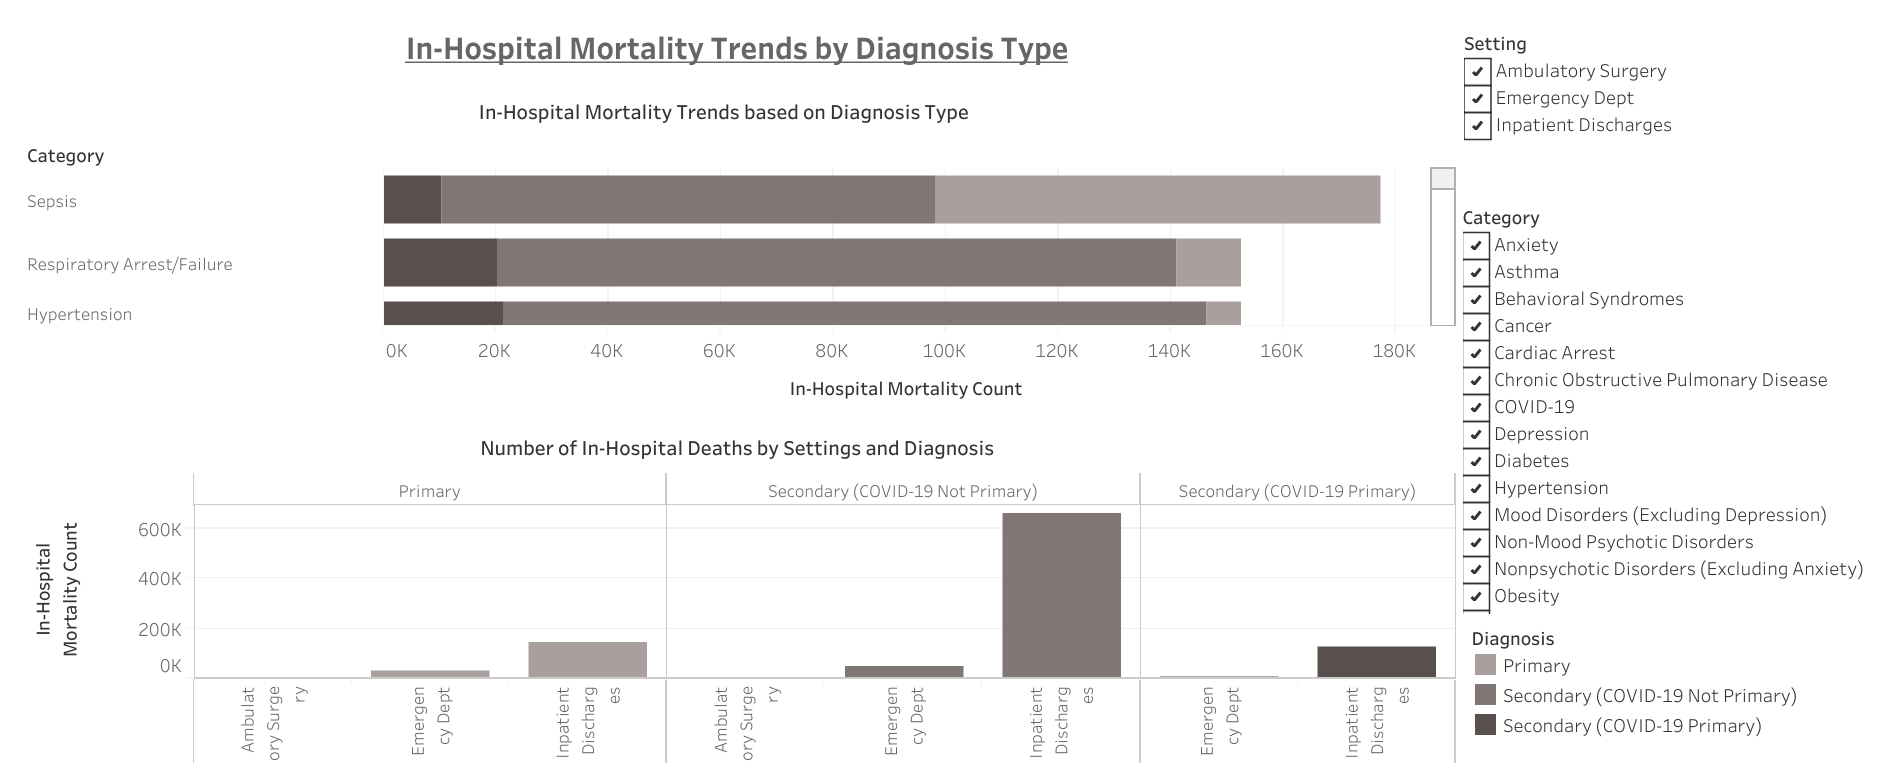 In-Hospital Mortality Trends by Diagnosis Type
In-Hospital Mortality Trends based on Diagnosis Type
Category
Sepsis
Respiratory Arrest/Failure
Hypertension
0K 20K 40K 60K 80K 100K 120K 140K 160K 180K
In-Hospital Mortality Count
Number of In-Hospital Deaths by Settings and Diagnosis
Primary Secondary (COVID-19 Not Primary) Secondary (COVID-19 Primary)
In-Hospital
Mortality Count
600K
400K
200K
0K
Ambulat
ory Surge
ry
Emergen
cy Dept
Inpatient
Discharg
es
Ambulat
ory Surge
ry
Emergen
cy Dept
Inpatient
Discharg
es
Emergen
cy Dept
Inpatient
Discharg
es
Setting
Ambulatory Surgery
Emergency Dept
Inpatient Discharges
Category
Anxiety
Asthma
Behavioral Syndromes
Cancer
Cardiac Arrest
Chronic Obstructive Pulmonary Disease
COVID-19
Depression
Diabetes
Hypertension
Mood Disorders (Excluding Depression)
Non-Mood Psychotic Disorders
Nonpsychotic Disorders (Excluding Anxiety)
Obesity
Diagnosis
Primary
Secondary (COVID-19 Not Primary)
Secondary (COVID-19 Primary)